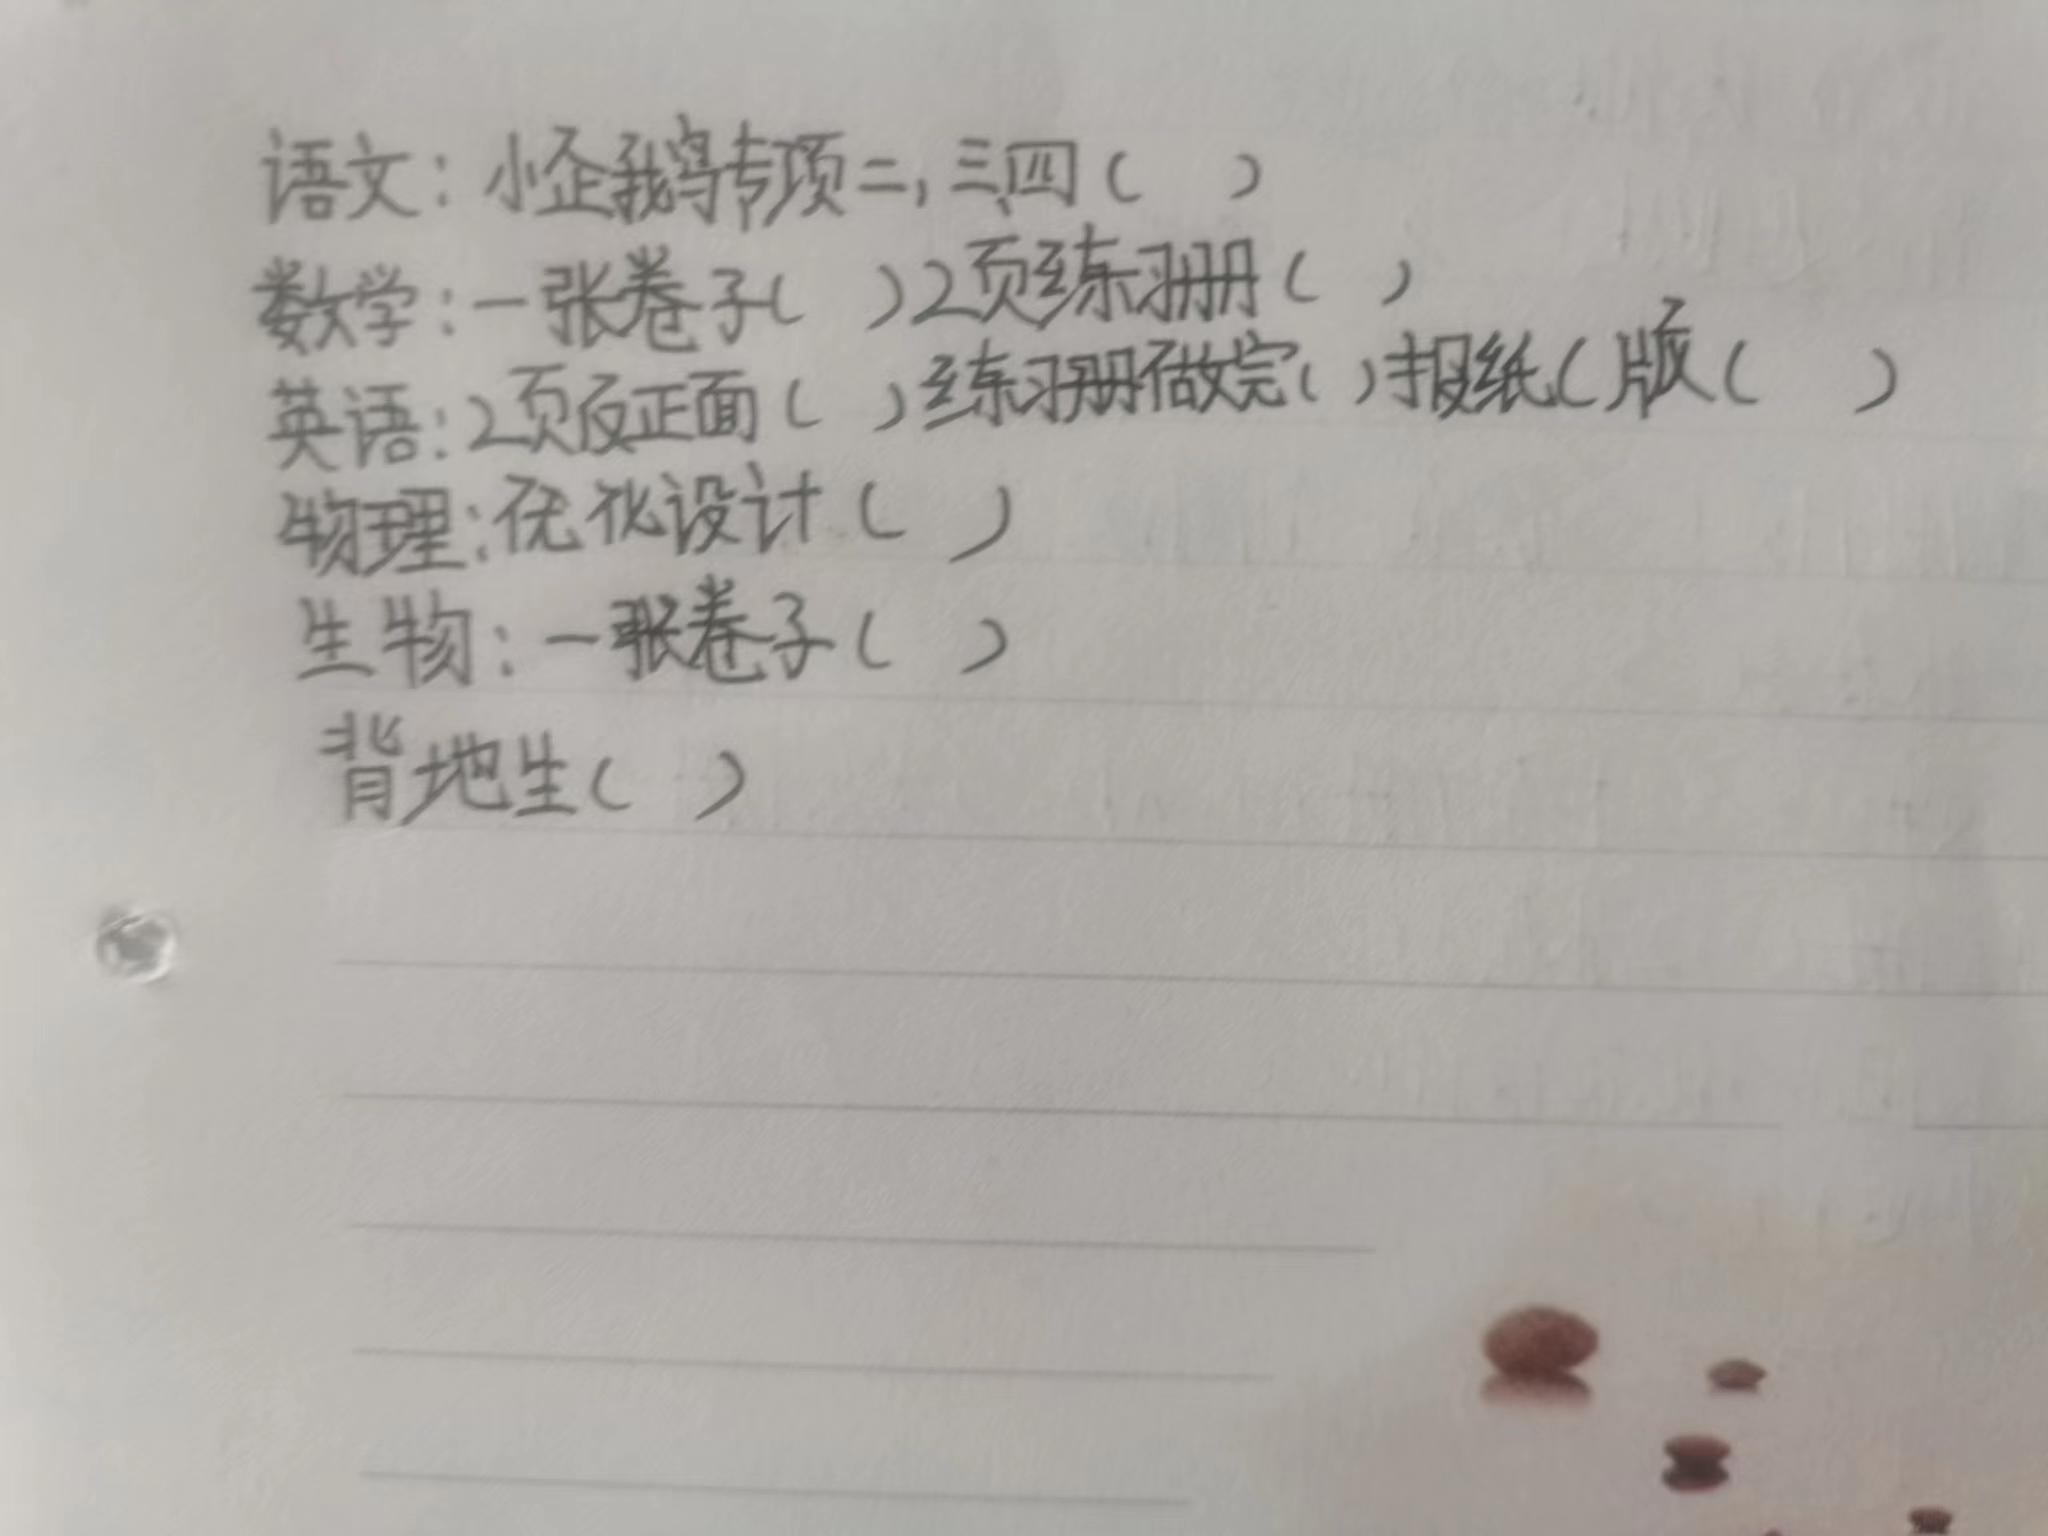 语文：小企鹅专项二，三、四（ ）
数学：一张卷子（ ）2页练习册（ ）
英语：2页反正面（ ）练习册做完（ ）报纸（版（ ）
物理：优化设计（ ）
生物：一张卷子（ ）
背地生（ ）